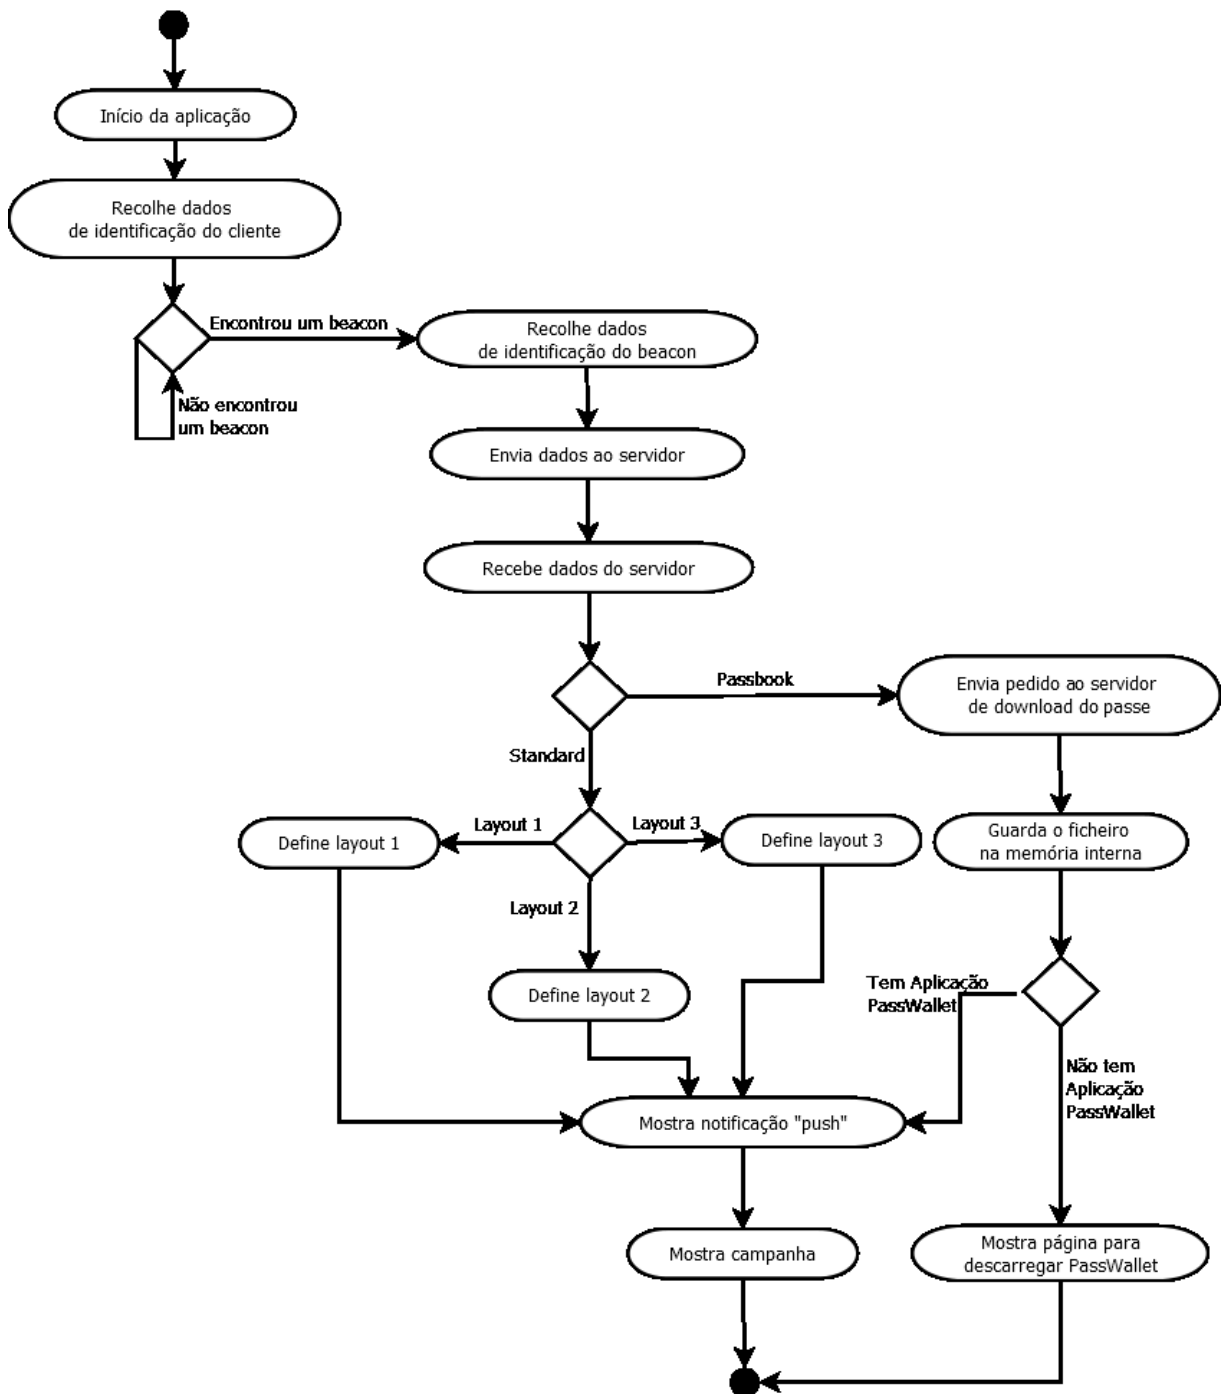 Início da aplicação
Recolhe dados
de identificação do cliente
Encontrou um beacon
Recolhe dados
de identificação do beacon
Não encontrou
um beacon
Envia dados ao servidor
Recebe dados do servidor
Passbook
Envia pedido ao servidor
de download do passe
Standard
Layout 1
Layout 3
Define layout 1
Define layout 3
Guarda o ficheiro
na memória interna
Layout 2
Define layout 2
Tem Aplicação
PassWallet
Não tem
Aplicação
PassWallet
Mostra notificação "push"
Mostra campanha
Mostra página para
descarregar PassWallet